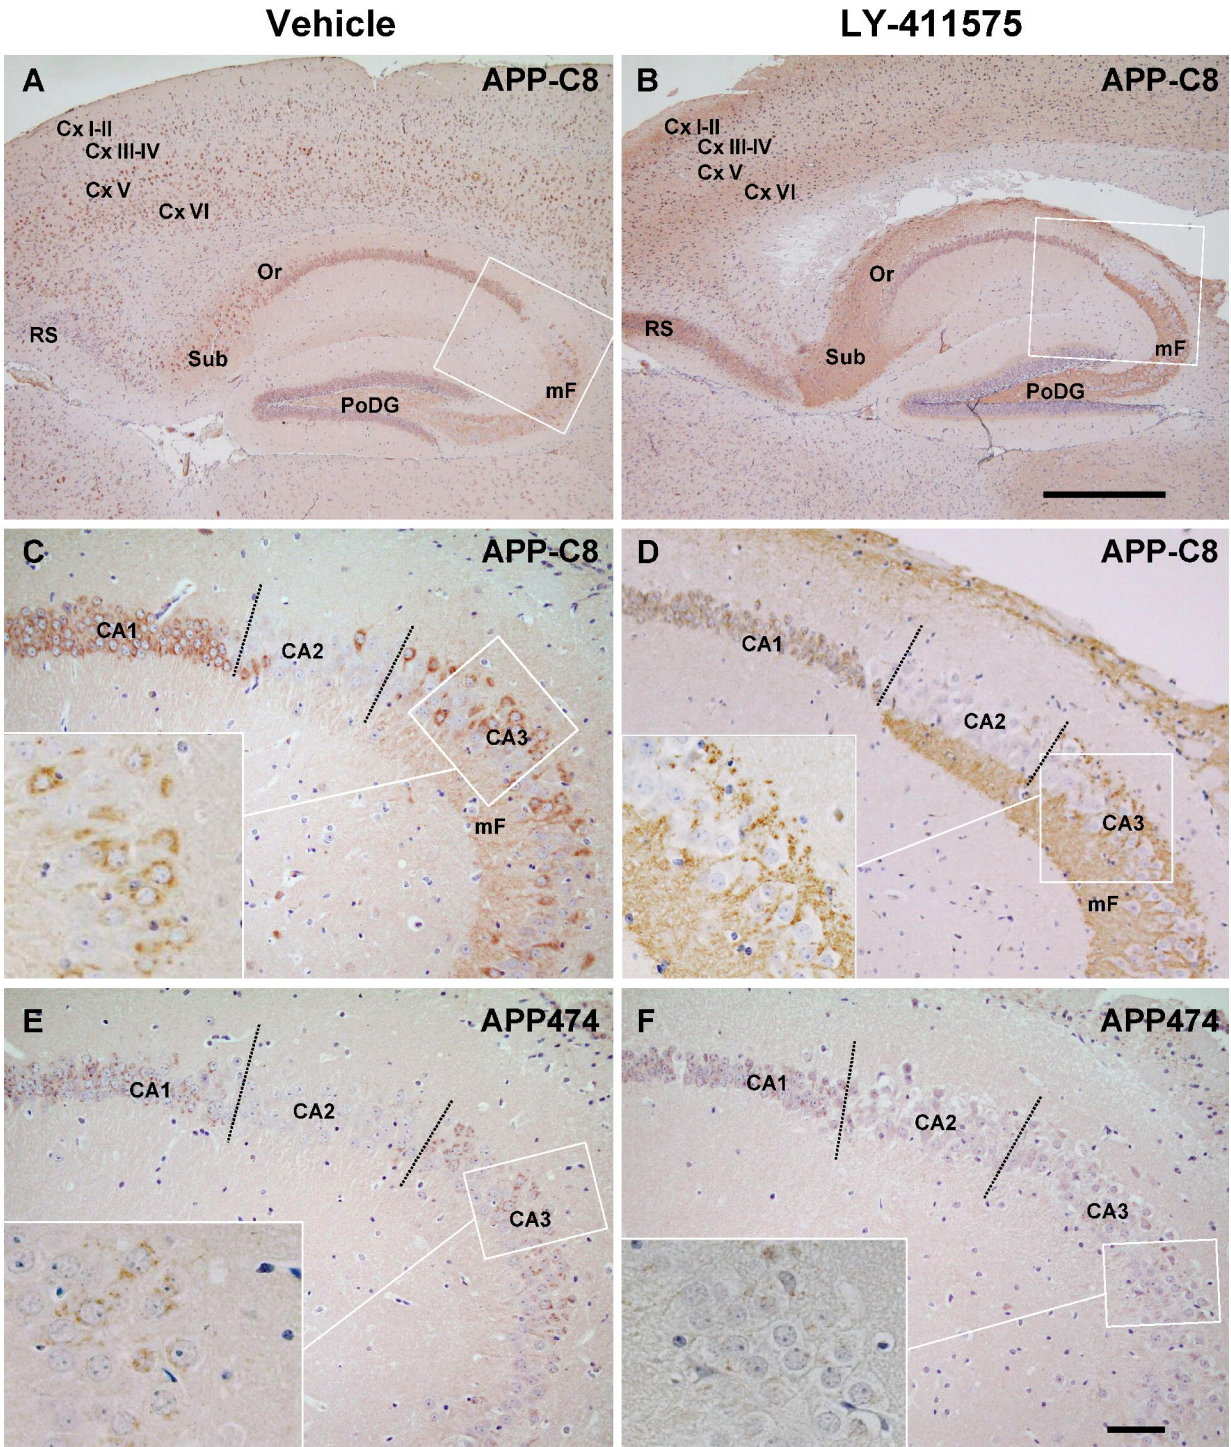 Vehicle
LY-411575
A
APP-C8
Cx I-II
Cx III-IV
Cx V
Cx VI
Or
RS
Sub
mF
PoDG
B
APP-C8
Cx I-II
Cx III-IV
Cx V
Cx VI
Or
RS
Sub
mF
PoDG
C
APP-C8
CA1
CA2
CA3
mF
D
APP-C8
CA1
CA2
CA3
mF
E
APP474
CA1
CA2
CA3
F
APP474
CA1
CA2
CA3